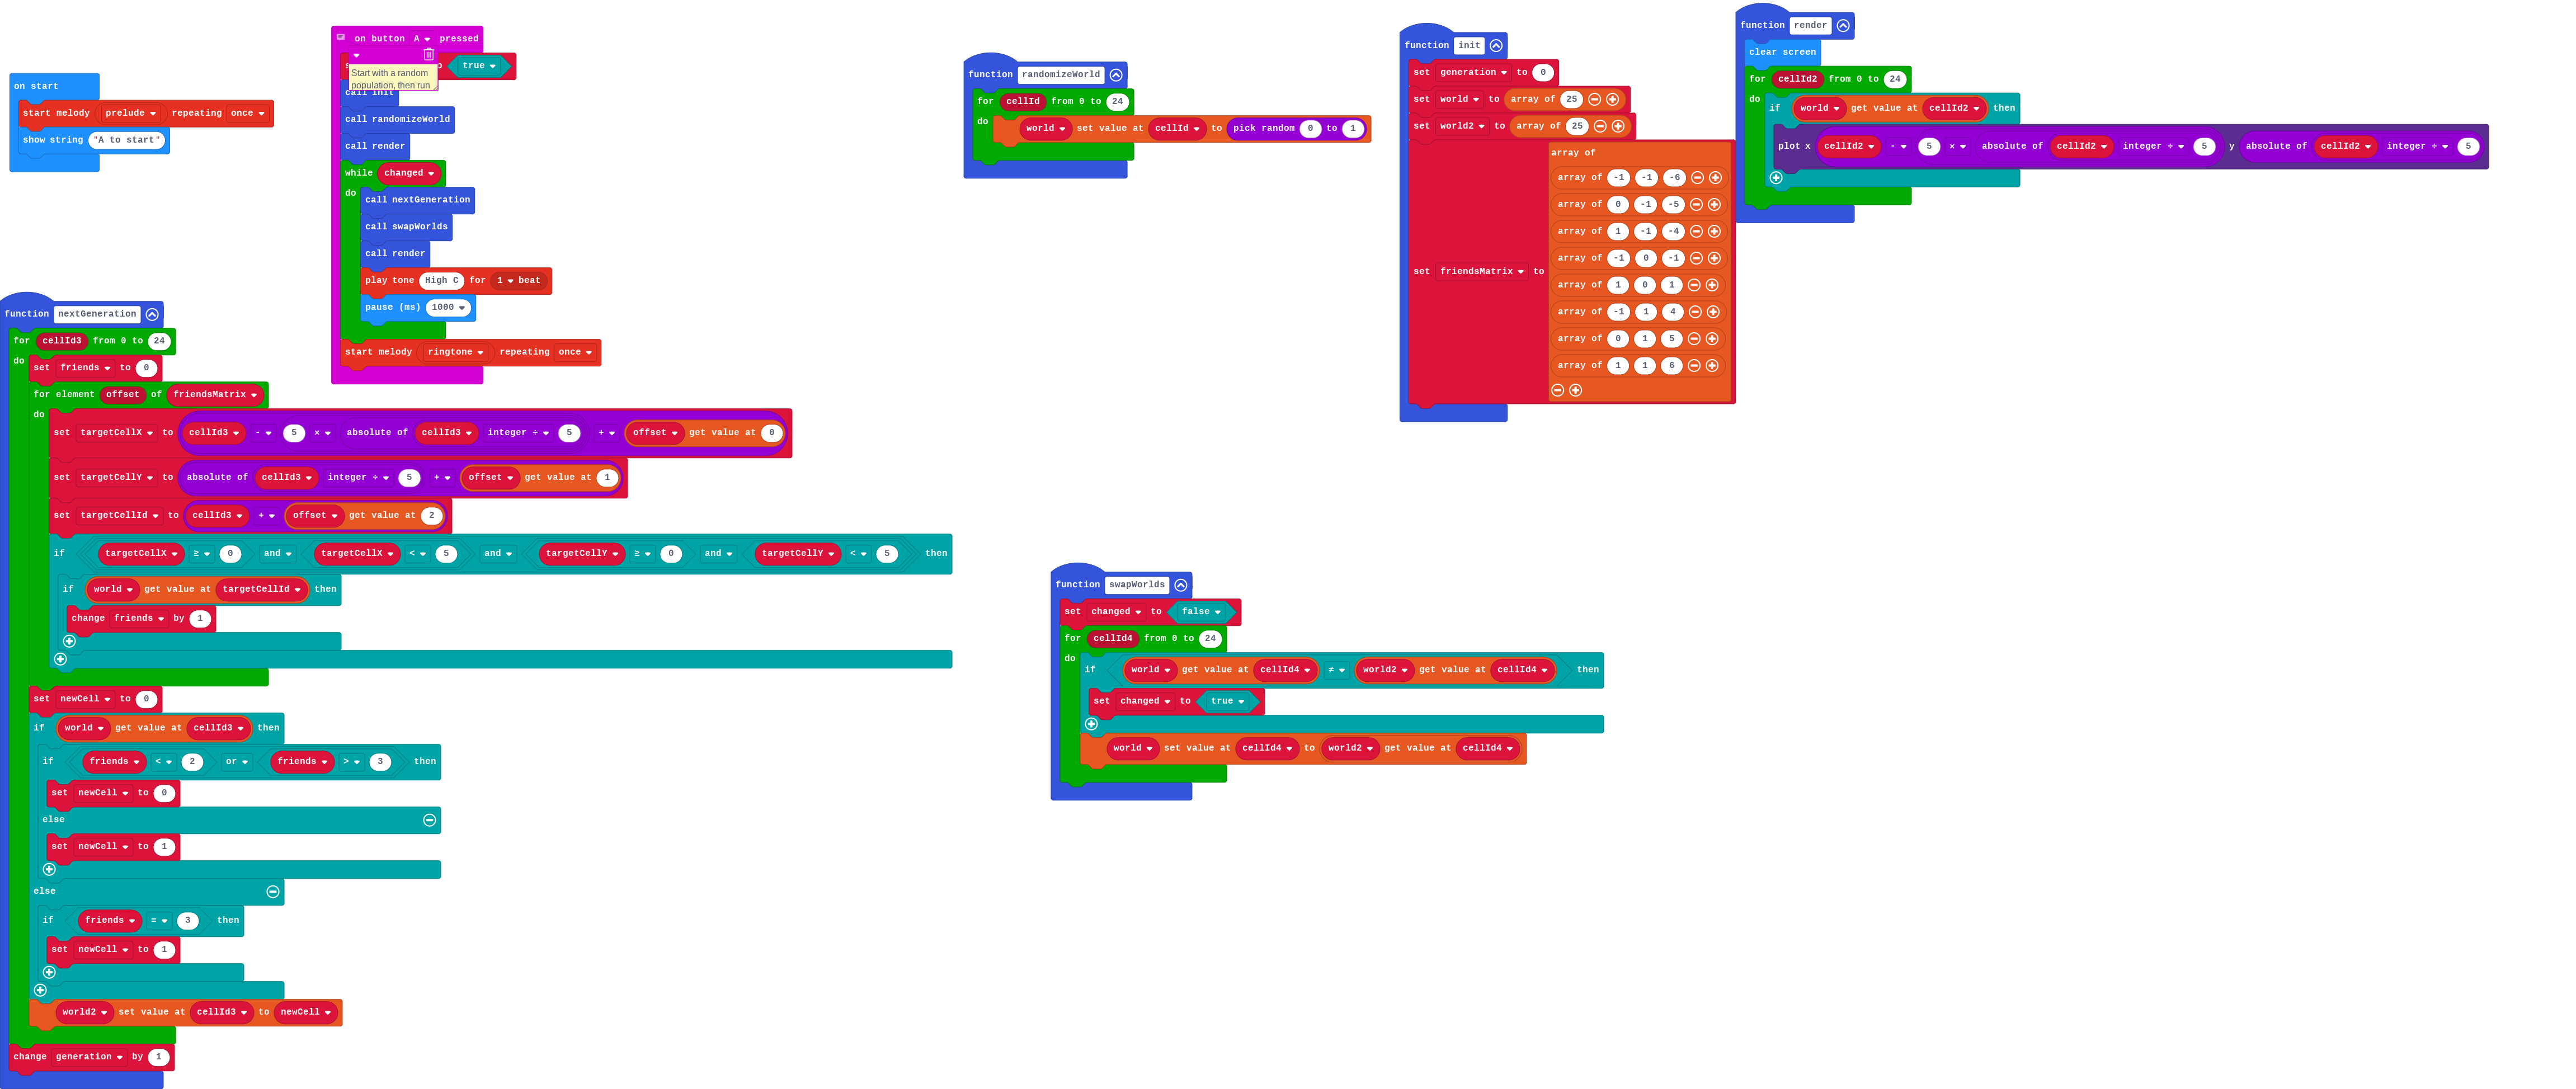 on start
start melody prelude repeating once
show string "A to start"
on button A pressed
true
Start with a random
population, then run
call init
call randomizeWorld
call render
while changed
do
call nextGeneration
call swapWorlds
call render
play tone High C for 1 beat
pause (ms) 1000
start melody ringtone repeating once
function nextGeneration
for cellId3 from 0 to 24
do
set friends to 0
for element offset of friendsMatrix
do
set targetCellX to cellId3 - 5 × absolute of cellId3 integer ÷ 5 + offset get value at 0
set targetCellY to absolute of cellId3 integer ÷ 5 + offset get value at 1
set targetCellId to cellId3 + offset get value at 2
if targetCellX ≥ 0 and targetCellX < 5 and targetCellY ≥ 0 and targetCellY < 5 then
if world get value at targetCellId then
change friends by 1
set newCell to 0
if world get value at cellId3 then
if friends < 2 or friends > 3 then
set newCell to 0
else
set newCell to 1
else
if friends = 3 then
set newCell to 1
world2 set value at cellId3 to newCell
change generation by 1
function randomizeWorld
for cellId from 0 to 24
do
world set value at cellId to pick random 0 to 1
function swapWorlds
set changed to false
for cellId4 from 0 to 24
do
if world get value at cellId4 ≠ world2 get value at cellId4 then
set changed to true
world set value at cellId4 to world2 get value at cellId4
function init
set generation to 0
set world to array of 25
set world2 to array of 25
set friendsMatrix to
array of
array of -1 -1 -6
array of 0 -1 -5
array of 1 -1 -4
array of -1 0 -1
array of 1 0 1
array of -1 1 4
array of 0 1 5
array of 1 1 6
function render
clear screen
for cellId2 from 0 to 24
do
if world get value at cellId2 then
plot x cellId2 - 5 × absolute of cellId2 integer ÷ 5 y absolute of cellId2 integer ÷ 5